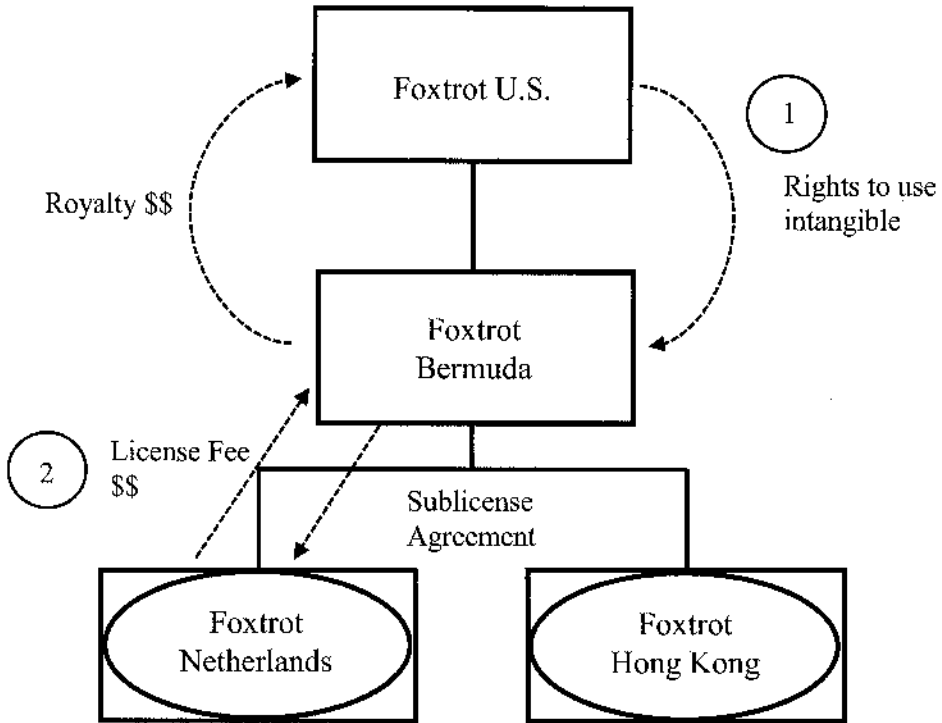 Foxtrot U.S.
1
Royalty $$
Rights to use
intangible
Foxtrot
Bermuda
2
License Fee
$$
Sublicense
Agreement
Foxtrot
Netherlands
Foxtrot
Hong Kong